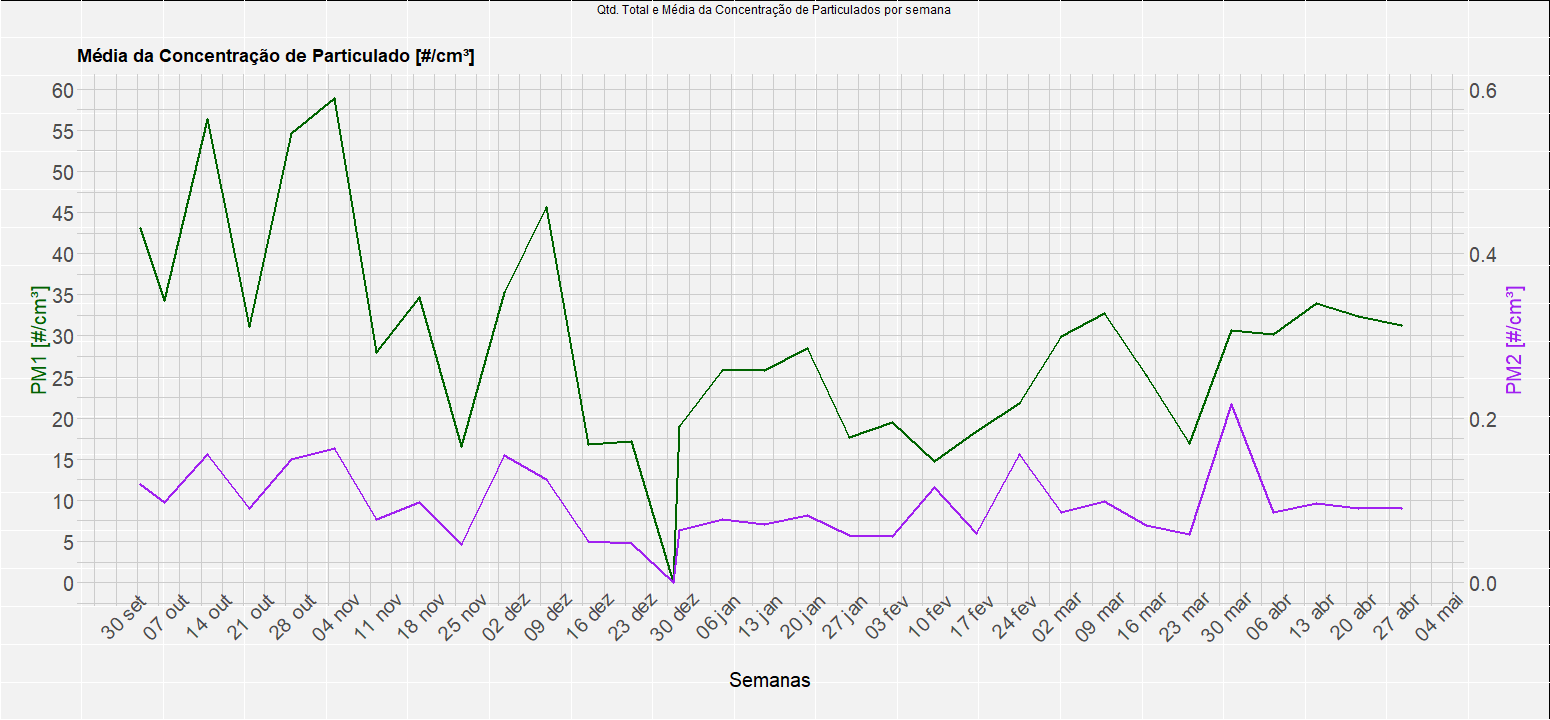 Qtd. Total e Média da Concentração de Particulados por semana
Média da Concentração de Particulado [#/cm³]
60
55
50
45
40
35
30
25
20
15
10
5
0
PM1 [#/cm³]
0.6
0.4
0.2
0.0
PM2 [#/cm³]
30 set
07 out
14 out
21 out
28 out
04 nov
11 nov
18 nov
25 nov
02 dez
09 dez
16 dez
23 dez
30 dez
06 jan
13 jan
20 jan
27 jan
03 fev
10 fev
17 fev
24 fev
02 mar
09 mar
16 mar
23 mar
30 mar
06 abr
13 abr
20 abr
27 abr
04 mai
Semanas